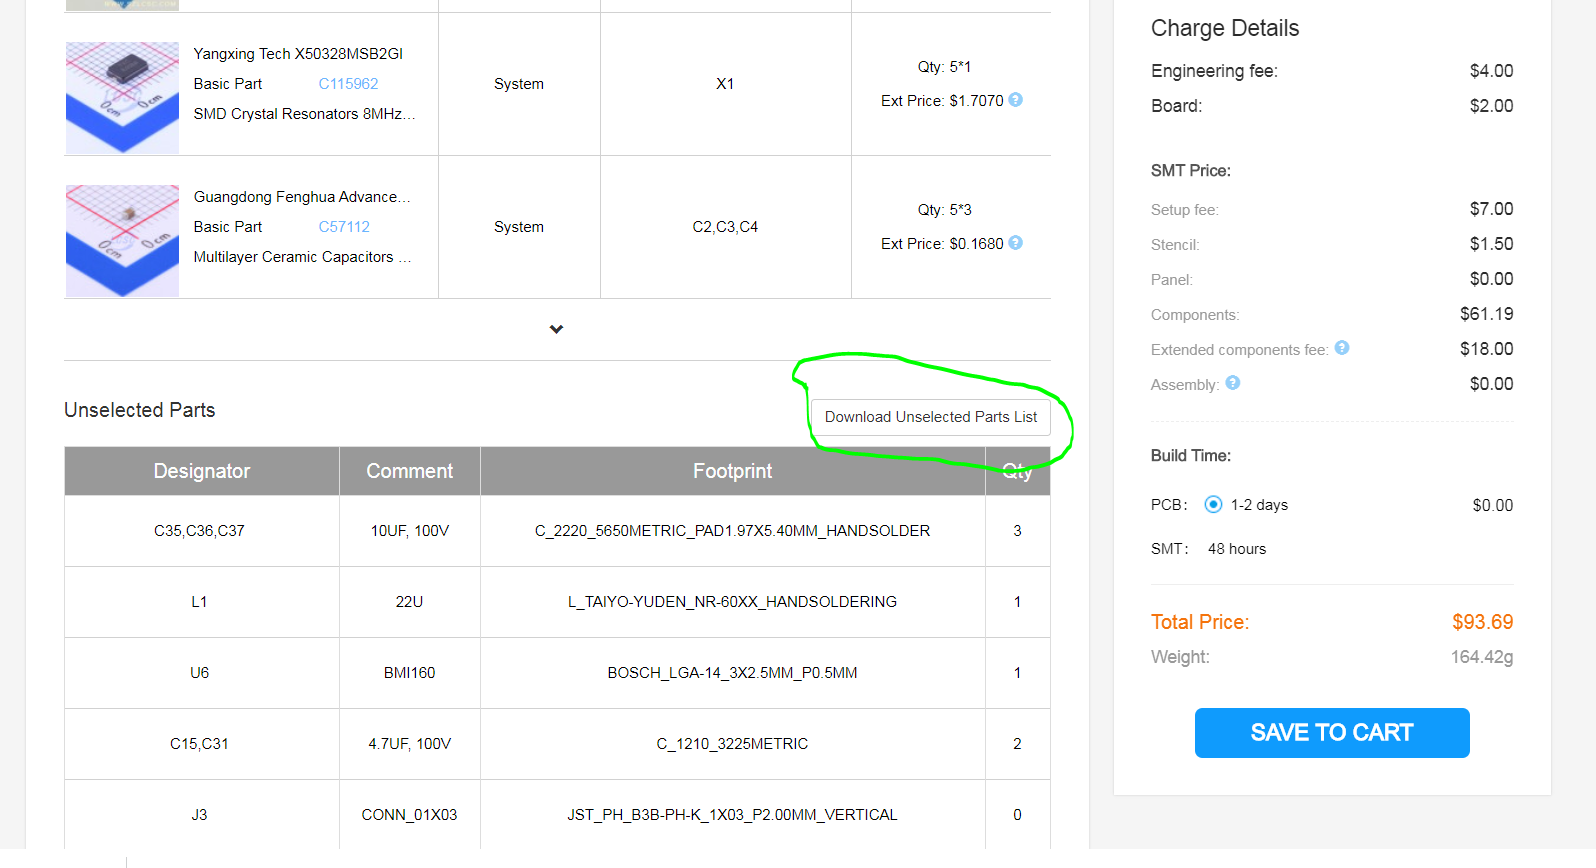 Yangxing Tech X50328MSB2GI
Basic Part C115962
SMD Crystal Resonators 8MHz…
System
X1
Qty: 5*1
Ext Price: $1.7070 ?
Guangdong Fenghua Advance…
Basic Part C57112
Multilayer Ceramic Capacitors …
System
C2,C3,C4
Qty: 5*3
Ext Price: $0.1680 ?
Unselected Parts
Download Unselected Parts List
Designator Comment Footprint Qty
C35,C36,C37 10UF, 100V C_2220_5650METRIC_PAD1.97X5.40MM_HANDSOLDER 3
L1 22U L_TAIYO-YUDEN_NR-60XX_HANDSOLDERING 1
U6 BMI160 BOSCH_LGA-14_3X2.5MM_P0.5MM 1
C15,C31 4.7UF, 100V C_1210_3225METRIC 2
J3 CONN_01X03 JST_PH_B3B-PH-K_1X03_P2.00MM_VERTICAL 0
Charge Details
Engineering fee: $4.00
Board: $2.00
SMT Price:
Setup fee: $7.00
Stencil: $1.50
Panel: $0.00
Components: $61.19
Extended components fee: ? $18.00
Assembly: ? $0.00
Build Time:
PCB: 1-2 days $0.00
SMT: 48 hours
Total Price: $93.69
Weight: 164.42g
SAVE TO CART